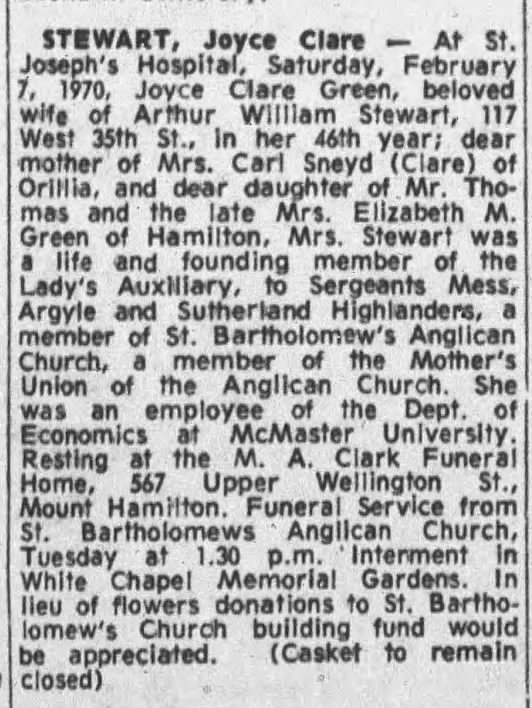 STEWART, Joyce Clare — At St.
Joseph's Hospital, Saturday, February
7, 1970, Joyce Clare Green, beloved
wife of Arthur William Stewart, 117
West 35th St., in her 46th year; dear
mother of Mrs. Carl Sneyd (Clare) of
Orillia, and dear daughter of Mr. Tho-
mas and the late Mrs. Elizabeth M.
Green of Hamilton, Mrs. Stewart was
a life and founding member of the
Lady's Auxiliary, to Sergeants Mess,
Argyle and Sutherland Highlanders, a
member of St. Bartholomew's Anglican
Church, a member of the Mother's
Union of the Anglican Church. She
was an employee of the Dept. of
Economics at McMaster University.
Resting at the M. A. Clark Funeral
Home, 567 Upper Wellington St.,
Mount Hamilton. Funeral Service from
St. Bartholomews Anglican Church,
Tuesday at 1.30 p.m. Interment in
White Chapel Memorial Gardens. In
lieu of flowers donations to St. Bartho-
lomew's Church building fund would
be appreciated. (Casket to remain
closed)